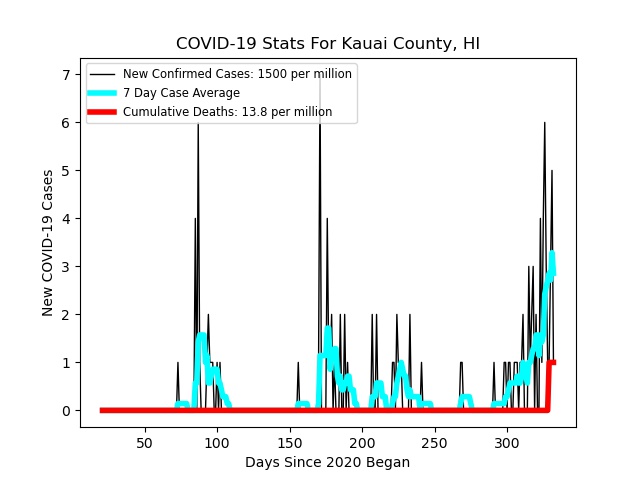 COVID-19 Stats For Kauai County, HI
New Confirmed Cases: 1500 per million
7 Day Case Average
Cumulative Deaths: 13.8 per million
New COVID-19 Cases
7
6
5
4
3
2
1
0
50 100 150 200 250 300
Days Since 2020 Began